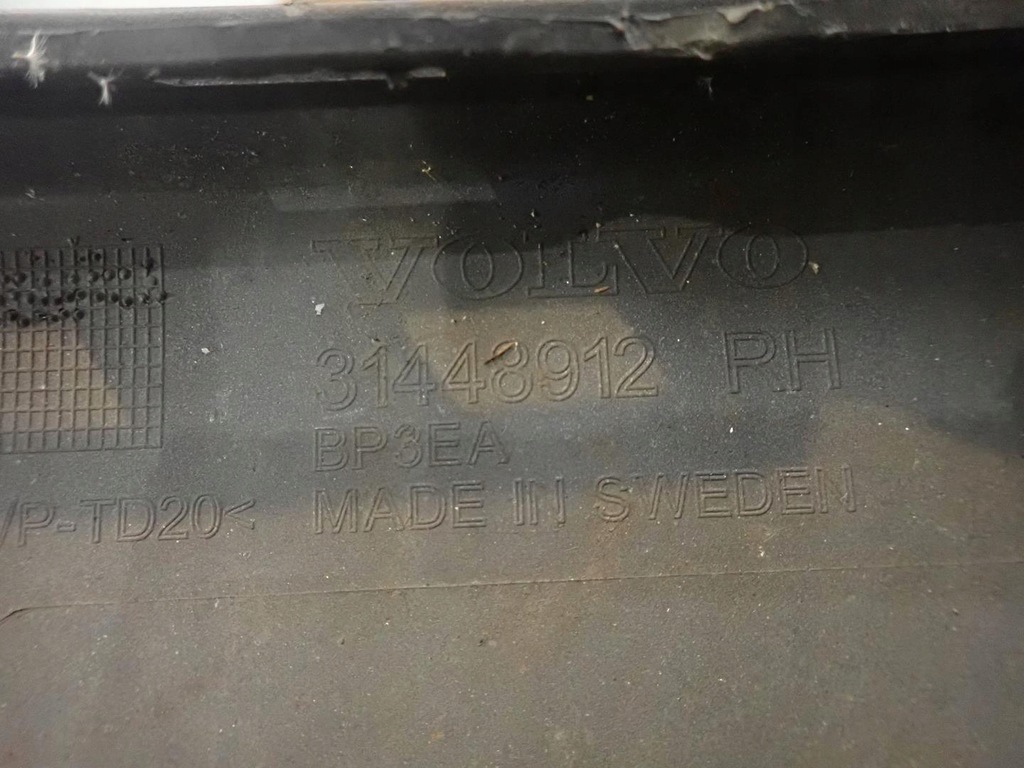 VOLVO
31448912 PH
BP3EA
/P-TD20< MADE IN SWEDEN